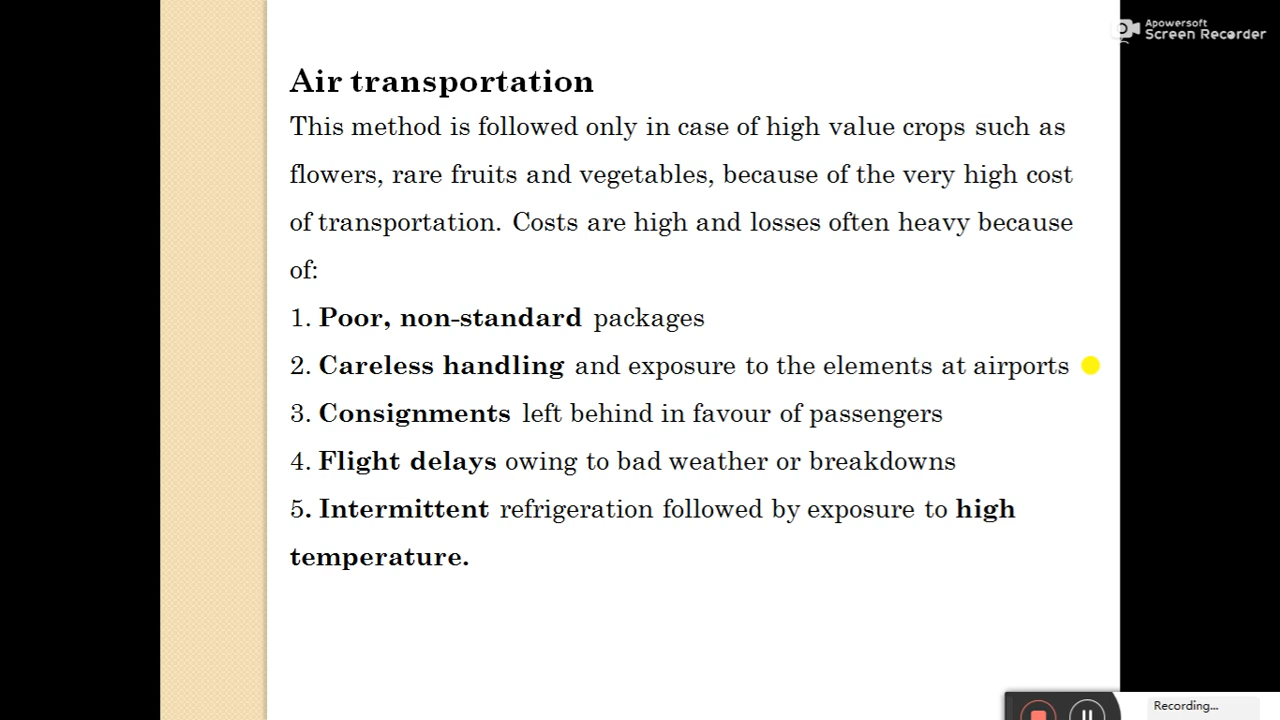 Apowersoft
Screen Recorder
Air transportation
This method is followed only in case of high value crops such as
flowers, rare fruits and vegetables, because of the very high cost
of transportation. Costs are high and losses often heavy because
of:
1. Poor, non-standard packages
2. Careless handling and exposure to the elements at airports
3. Consignments left behind in favour of passengers
4. Flight delays owing to bad weather or breakdowns
5. Intermittent refrigeration followed by exposure to high
temperature.
Recording...